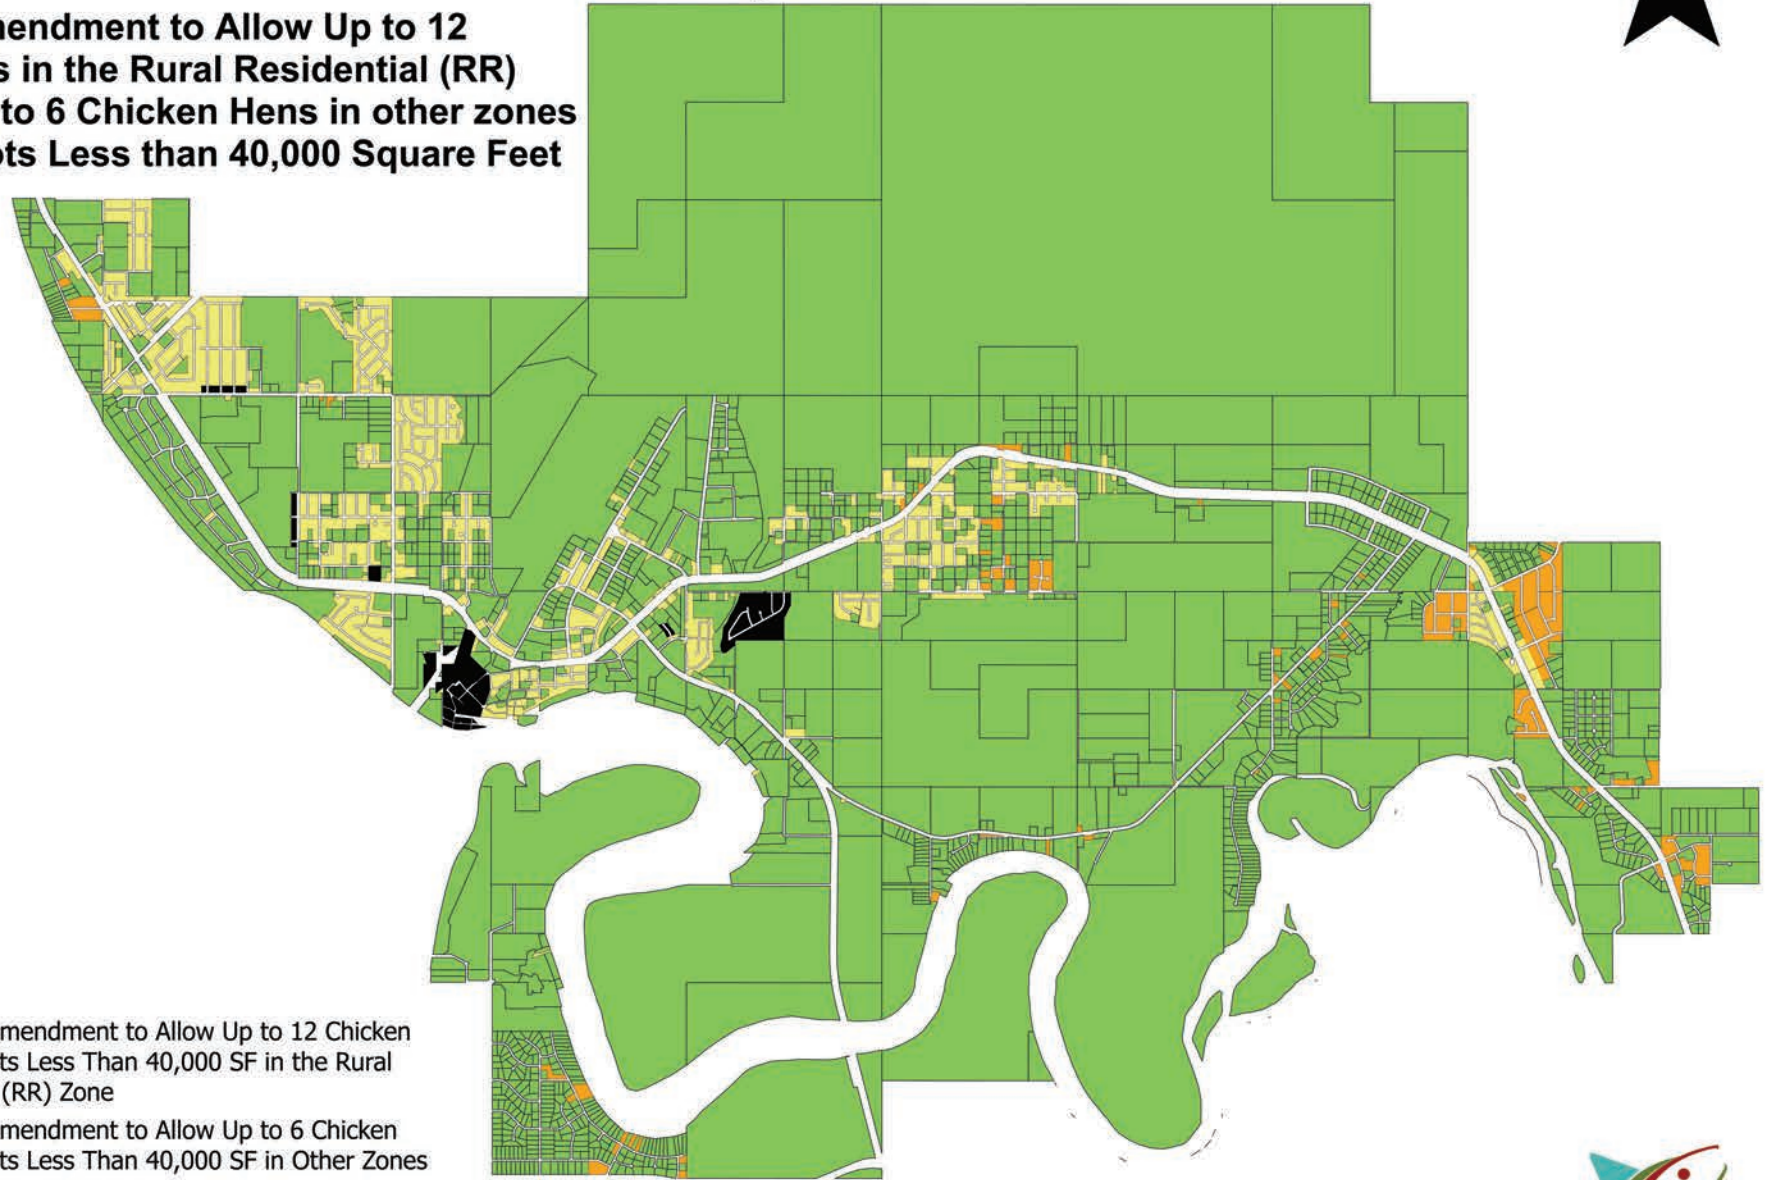 mendment to Allow Up to 12
s in the Rural Residential (RR)
to 6 Chicken Hens in other zones
ots Less than 40,000 Square Feet
mendment to Allow Up to 12 Chicken
ts Less Than 40,000 SF in the Rural
(RR) Zone
mendment to Allow Up to 6 Chicken
ts Less Than 40,000 SF in Other Zones